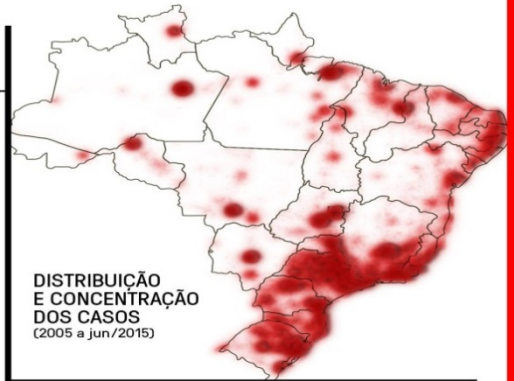 DISTRIBUIÇÃO
E CONCENTRAÇÃO
DOS CASOS
(2005 a jun/2015)